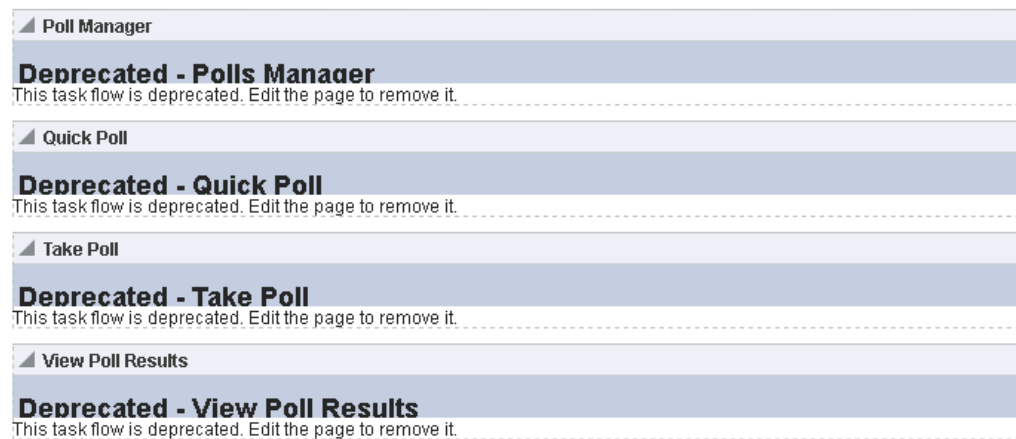 Poll Manager
Deprecated - Polls Manager
This task flow is deprecated. Edit the page to remove it.
Quick Poll
Deprecated - Quick Poll
This task flow is deprecated. Edit the page to remove it.
Take Poll
Deprecated - Take Poll
This task flow is deprecated. Edit the page to remove it.
View Poll Results
Deprecated - View Poll Results
This task flow is deprecated. Edit the page to remove it.